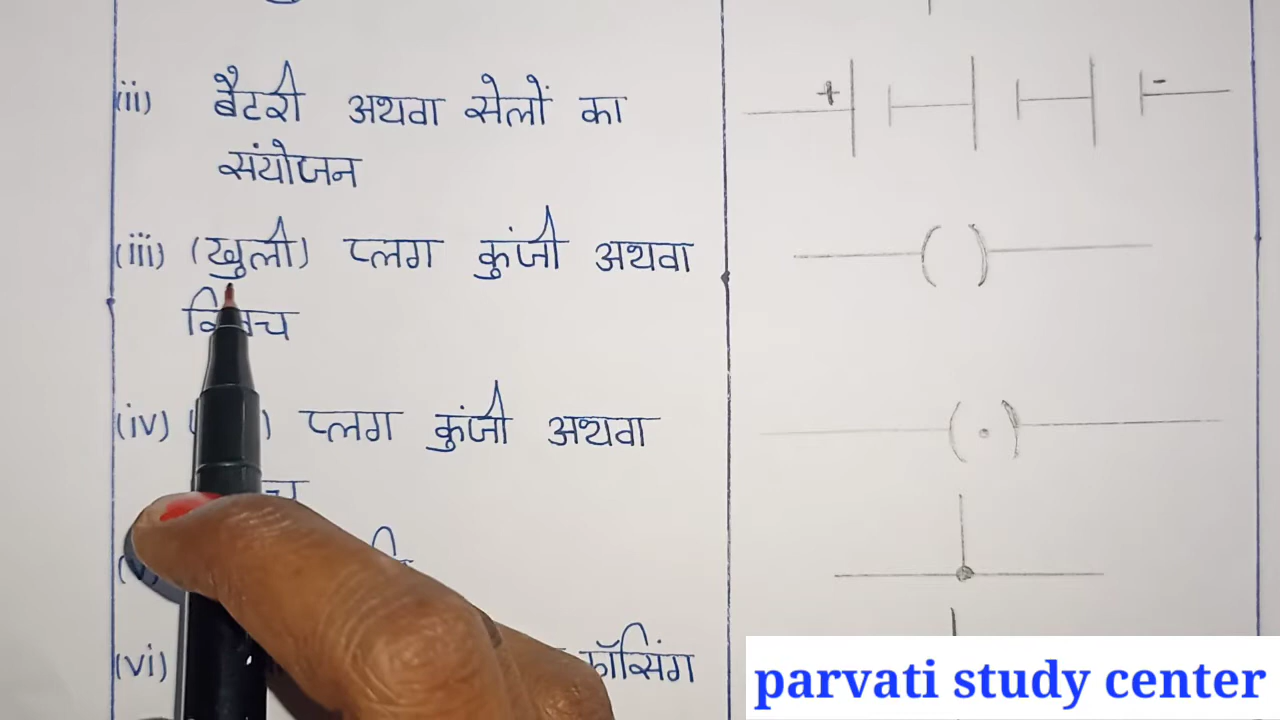 (ii) बैटरी अथवा सेलों का
संयोजन
+ -
(iii) (खुली) प्लग कुंजी अथवा
(iv) प्लग कुंजी अथवा
(vi) क्रॉसिंग
parvati study center